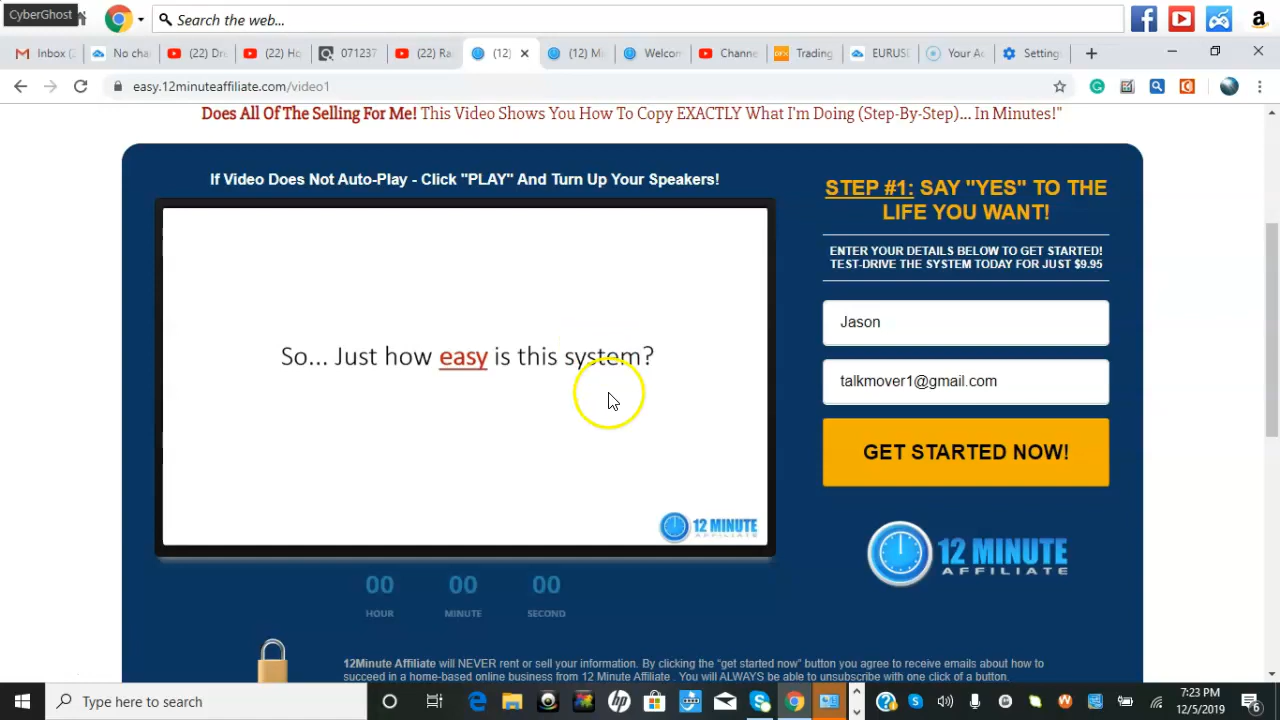 CyberGhost
Search the web...
Inbox (
No cha
(22) Dr
(22) Ho
071237
(22) Ra
(12)
(12) M
Welcom
Channe
Trading
EURUSD
Your A
Setting
easy.12minuteaffiliate.com/video1
Does All Of The Selling For Me! This Video Shows You How To Copy EXACTLY What I'm Doing (Step-By-Step)... In Minutes!"
If Video Does Not Auto-Play - Click "PLAY" And Turn Up Your Speakers!
So... Just how easy is this system?
12 MINUTE
AFFILIATE
00 00 00
HOUR MINUTE SECOND
STEP #1: SAY "YES" TO THE
LIFE YOU WANT!
ENTER YOUR DETAILS BELOW TO GET STARTED!
TEST-DRIVE THE SYSTEM TODAY FOR JUST $9.95
Jason
talkmover1@gmail.com
GET STARTED NOW!
12 MINUTE
AFFILIATE
12Minute Affiliate will NEVER rent or sell your information. By clicking the "get started now" button you agree to receive emails about how to
succeed in a home-based online business from 12 Minute Affiliate . You will ALWAYS be able to unsubscribe with one click of a button.
Type here to search
7:23 PM
12/5/2019
6